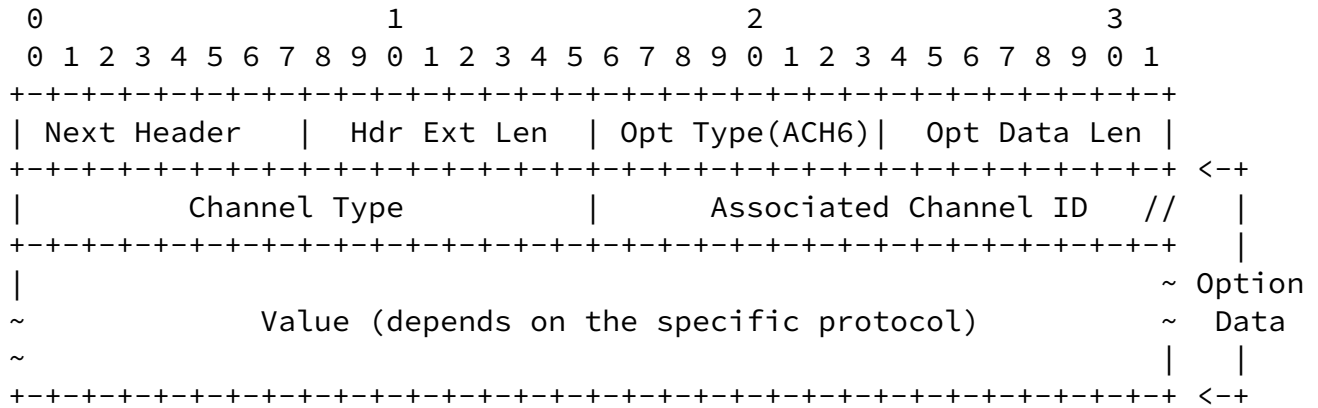 0                   1                   2                   3
 0 1 2 3 4 5 6 7 8 9 0 1 2 3 4 5 6 7 8 9 0 1 2 3 4 5 6 7 8 9 0 1
+-+-+-+-+-+-+-+-+-+-+-+-+-+-+-+-+-+-+-+-+-+-+-+-+-+-+-+-+-+-+-+-+
| Next Header   |  Hdr Ext Len  | Opt Type(ACH6)|  Opt Data Len |
+-+-+-+-+-+-+-+-+-+-+-+-+-+-+-+-+-+-+-+-+-+-+-+-+-+-+-+-+-+-+-+-+ <-+
|         Channel Type          |      Associated Channel ID   //   |
+-+-+-+-+-+-+-+-+-+-+-+-+-+-+-+-+-+-+-+-+-+-+-+-+-+-+-+-+-+-+-+-+   |
|                                                               ~ Option
~             Value (depends on the specific protocol)          ~  Data
~                                                               |   |
+-+-+-+-+-+-+-+-+-+-+-+-+-+-+-+-+-+-+-+-+-+-+-+-+-+-+-+-+-+-+-+-+ <-+